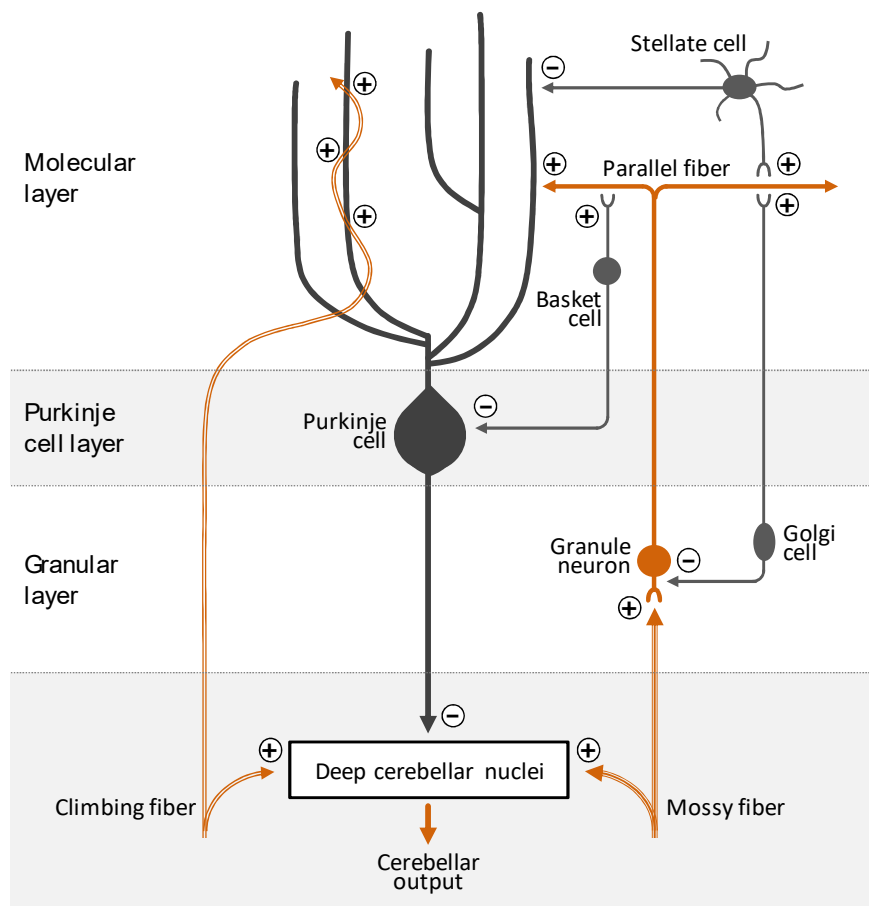 Stellate cell
Molecular
layer
Parallel fiber
Basket
cell
Purkinje
cell layer
Purkinje
cell
Granular
layer
Granule
neuron
Golgi
cell
Deep cerebellar nuclei
Climbing fiber
Mossy fiber
Cerebellar
output